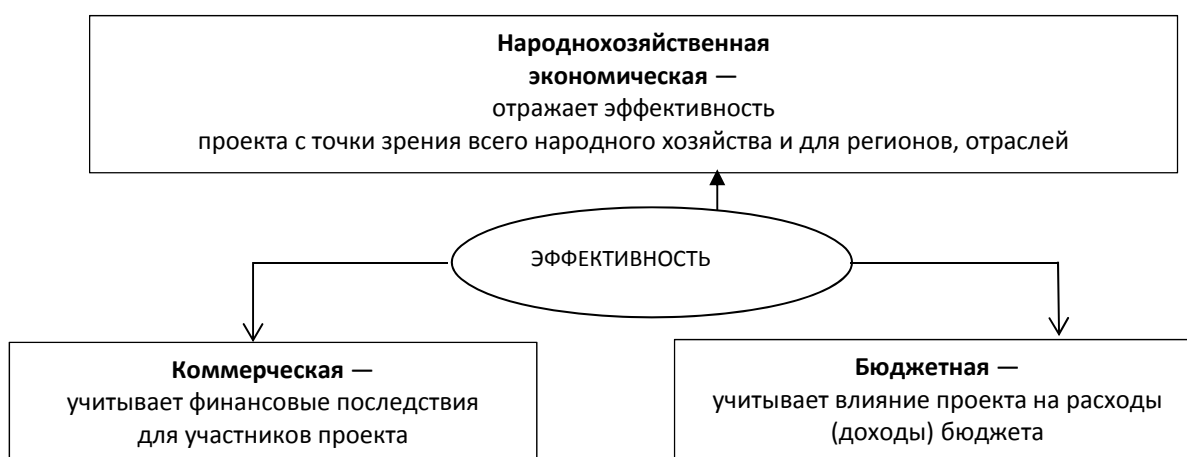 Народнохозяйственная
экономическая —
отражает эффективность
проекта с точки зрения всего народного хозяйства и для регионов, отраслей
ЭФФЕКТИВНОСТЬ
Коммерческая —
учитывает финансовые последствия
для участников проекта
Бюджетная —
учитывает влияние проекта на расходы
(доходы) бюджета